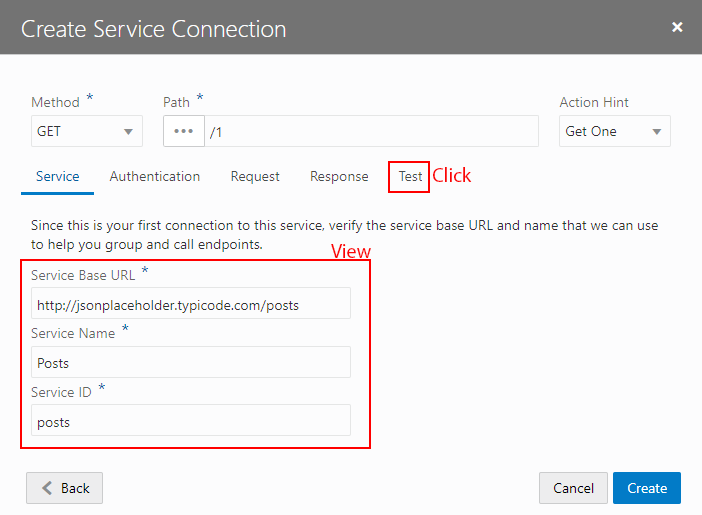 Create Service Connection ×
Method * Path * Action Hint
GET ••• /1 Get One
Service Authentication Request Response Test Click
Since this is your first connection to this service, verify the service base URL and name that we can use
to help you group and call endpoints.
View
Service Base URL *
http://jsonplaceholder.typicode.com/posts
Service Name *
Posts
Service ID *
posts
Back Cancel Create